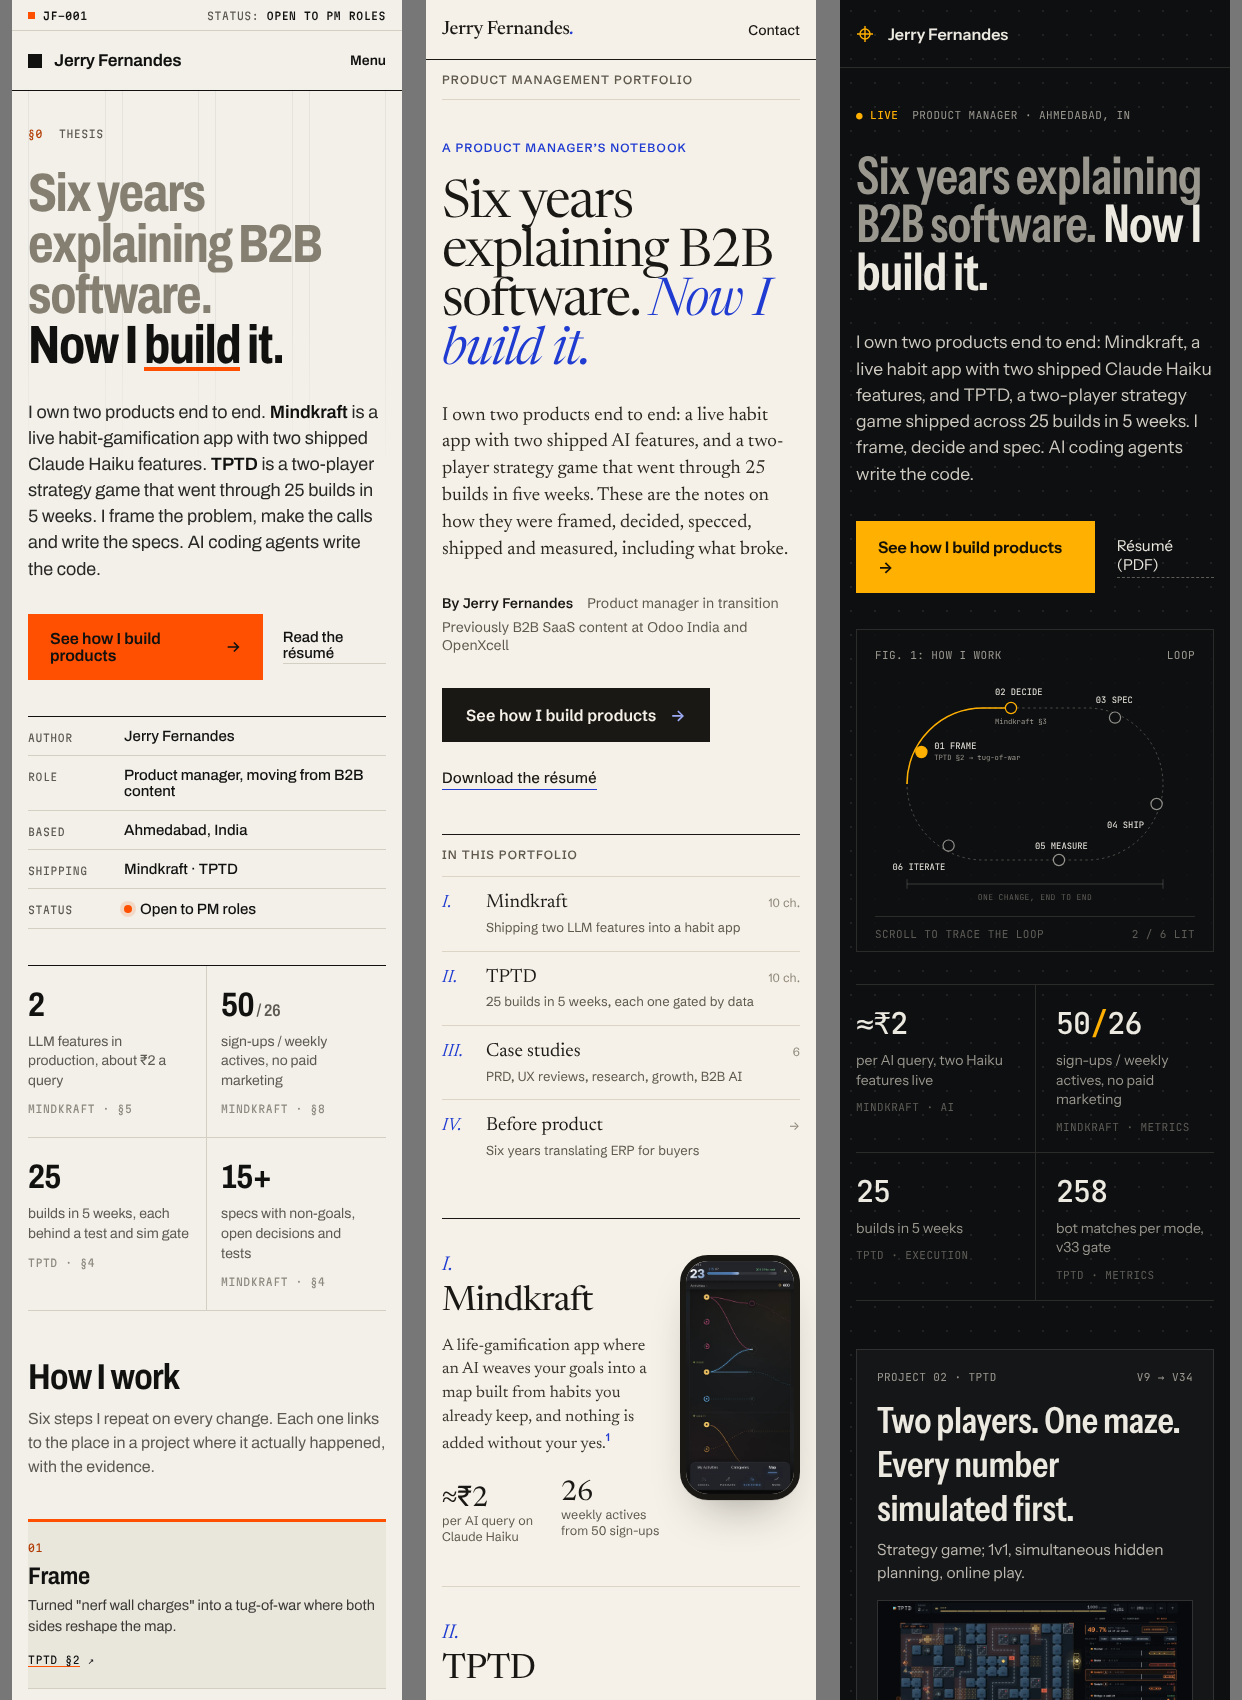 JF—001
STATUS: OPEN TO PM ROLES
Jerry Fernandes
Menu
§0 THESIS
Six years
explaining B2B
software.
Now I build it.
I own two products end to end. Mindkraft is a
live habit-gamification app with two shipped
Claude Haiku features. TPTD is a two-player
strategy game that went through 25 builds in
5 weeks. I frame the problem, make the calls
and write the specs. AI coding agents write
the code.
See how I build
products →
Read the
résumé
AUTHOR Jerry Fernandes
ROLE Product manager, moving from B2B
content
BASED Ahmedabad, India
SHIPPING Mindkraft · TPTD
STATUS Open to PM roles
2
LLM features in
production, about ₹2 a
query
MINDKRAFT · §5
50 / 26
sign-ups / weekly
actives, no paid
marketing
MINDKRAFT · §8
25
builds in 5 weeks, each
behind a test and sim gate
TPTD · §4
15+
specs with non-goals,
open decisions and
tests
MINDKRAFT · §4
How I work
Six steps I repeat on every change. Each one links
to the place in a project where it actually happened,
with the evidence.
01
Frame
Turned "nerf wall charges" into a tug-of-war where both
sides reshape the map.
TPTD §2 ↗
Jerry Fernandes.
Contact
PRODUCT MANAGEMENT PORTFOLIO
A PRODUCT MANAGER'S NOTEBOOK
Six years
explaining B2B
software. Now I
build it.
I own two products end to end: a live habit
app with two shipped AI features, and a two-
player strategy game that went through 25
builds in five weeks. These are the notes on
how they were framed, decided, specced,
shipped and measured, including what broke.
By Jerry Fernandes Product manager in transition
Previously B2B SaaS content at Odoo India and
OpenXcell
See how I build products →
Download the résumé
IN THIS PORTFOLIO
I. Mindkraft 10 ch.
Shipping two LLM features into a habit app
II. TPTD 10 ch.
25 builds in 5 weeks, each one gated by data
III. Case studies 6
PRD, UX reviews, research, growth, B2B AI
IV. Before product →
Six years translating ERP for buyers
I.
Mindkraft
A life-gamification app where
an AI weaves your goals into a
map built from habits you
already keep, and nothing is
added without your yes.1
≈₹2
per AI query on
Claude Haiku
26
weekly actives
from 50 sign-ups
23
II.
TPTD
Jerry Fernandes
LIVE PRODUCT MANAGER · AHMEDABAD, IN
Six years explaining
B2B software. Now I
build it.
I own two products end to end: Mindkraft, a
live habit app with two shipped Claude Haiku
features, and TPTD, a two-player strategy
game shipped across 25 builds in 5 weeks. I
frame, decide and spec. AI coding agents
write the code.
See how I build products
→
Résumé
(PDF)
FIG. 1: HOW I WORK
LOOP
02 DECIDE
Mindkraft §3
03 SPEC
01 FRAME
TPTD §2 → tug-of-war
04 SHIP
05 MEASURE
06 ITERATE
ONE CHANGE, END TO END
SCROLL TO TRACE THE LOOP
2 / 6 LIT
≈₹2
per AI query, two Haiku
features live
MINDKRAFT · AI
50/26
sign-ups / weekly
actives, no paid
marketing
MINDKRAFT · METRICS
25
builds in 5 weeks
TPTD · EXECUTION
258
bot matches per mode,
v33 gate
TPTD · METRICS
PROJECT 02 · TPTD
V9 → V34
Two players. One maze.
Every number
simulated first.
Strategy game; 1v1, simultaneous hidden
planning, online play.
TPTD
49.7%